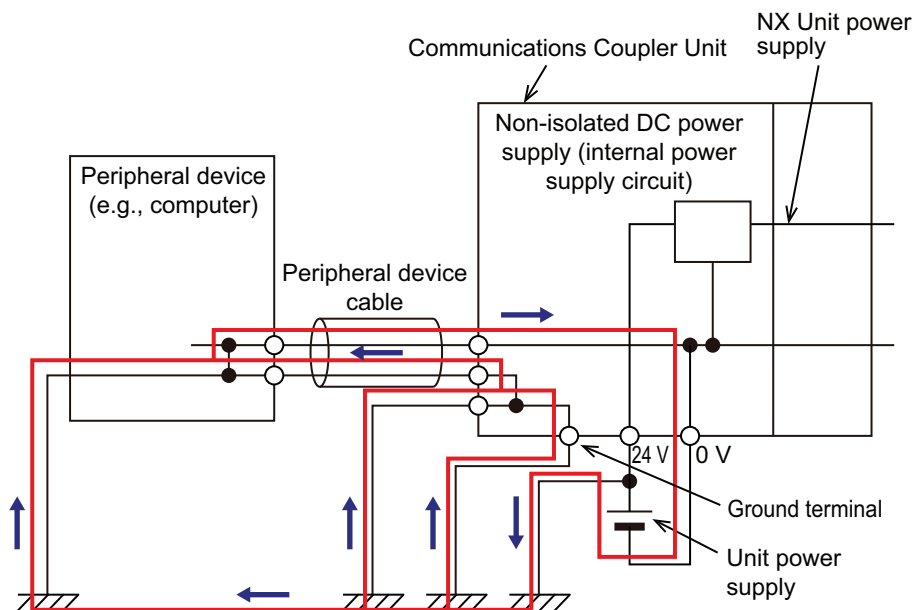 NX Unit power
supply
Communications Coupler Unit
Non-isolated DC power
supply (internal power
supply circuit)
Peripheral device
(e.g., computer)
Peripheral device
cable
24 V
0 V
Ground terminal
Unit power
supply